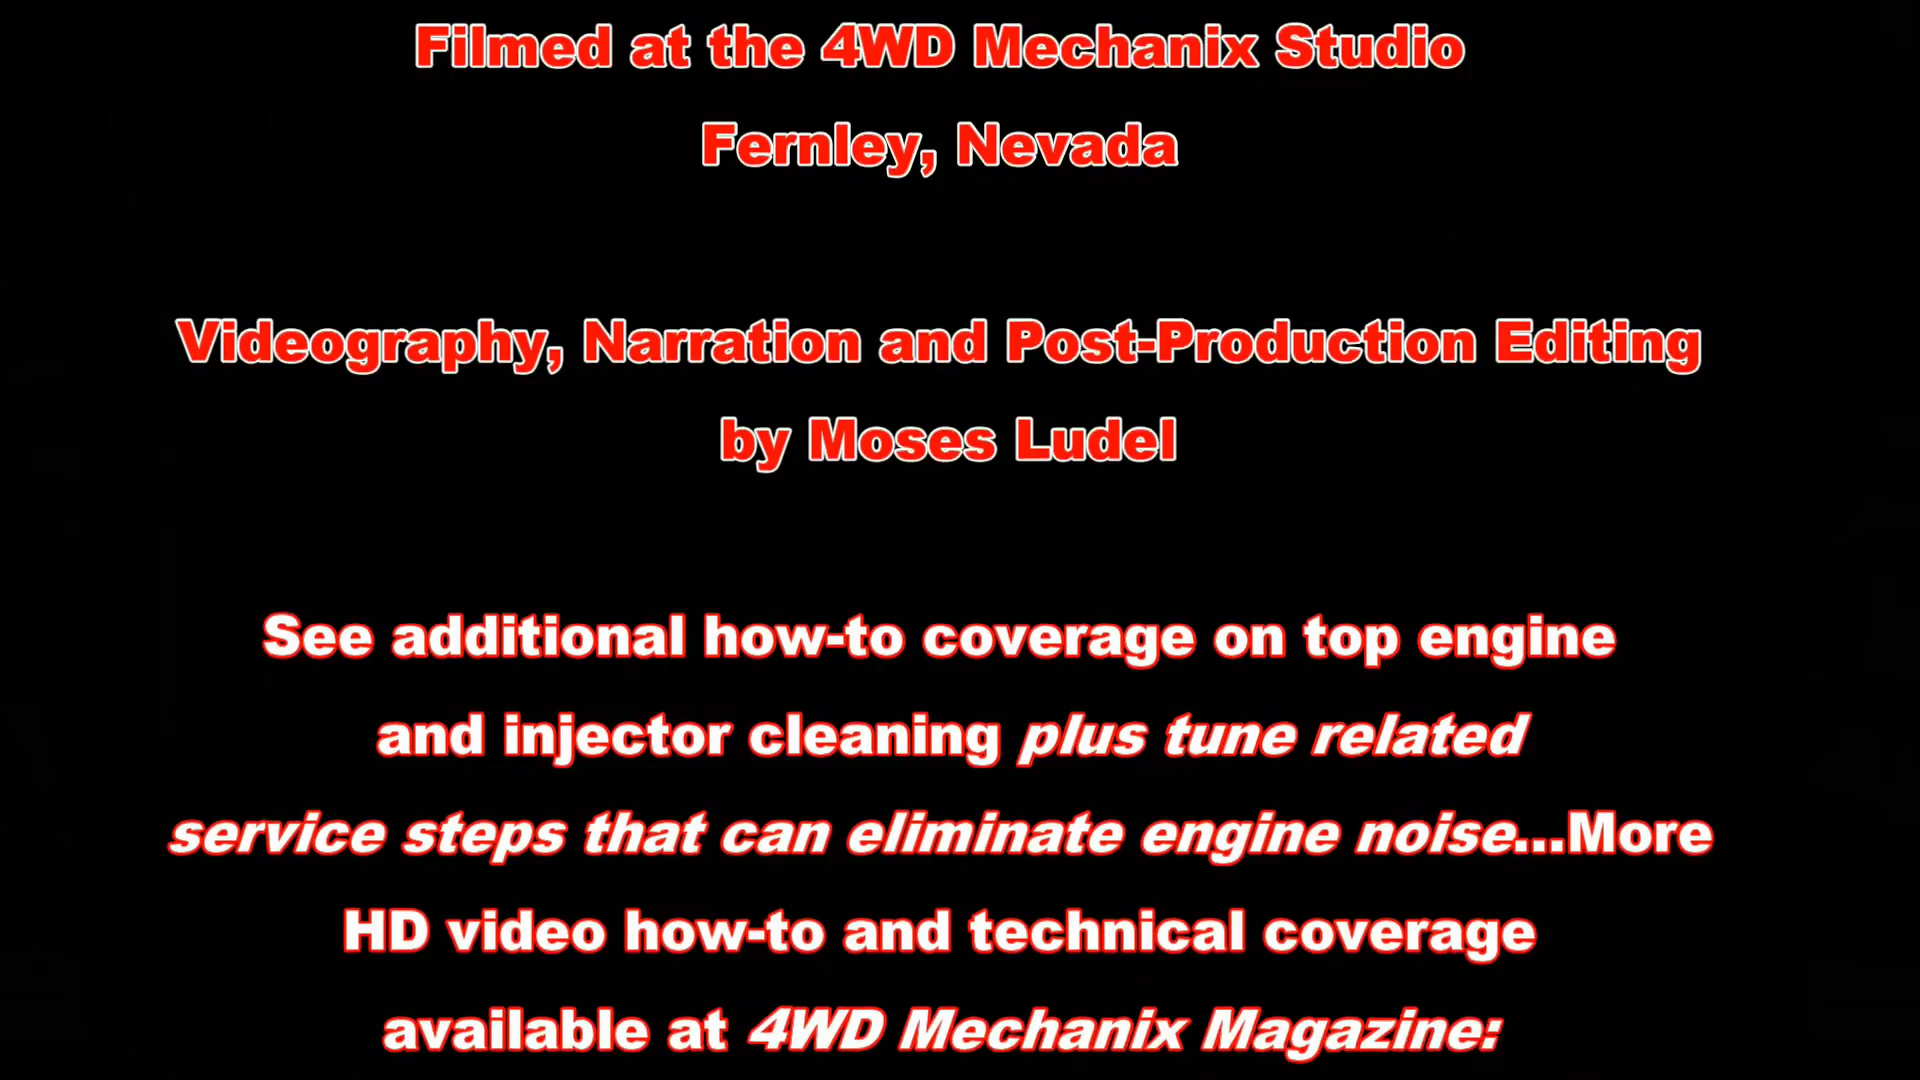 Filmed at the 4WD Mechanix Studio
Fernley, Nevada
Videography, Narration and Post-Production Editing
by Moses Ludel
See additional how-to coverage on top engine
and injector cleaning plus tune related
service steps that can eliminate engine noise...More
HD video how-to and technical coverage
available at 4WD Mechanix Magazine: